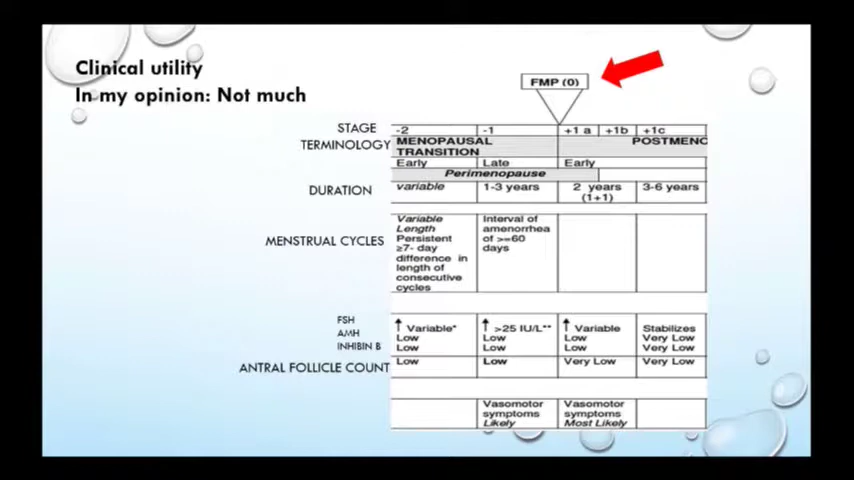 Clinical utility
In my opinion: Not much
FMP (0)
STAGE -2 -1 +1 a +1b +1c
TERMINOLOGY MENOPAUSAL TRANSITION POSTMENO
Early Late Early
Perimenopause
DURATION variable 1-3 years 2 years (1+1) 3-6 years
MENSTRUAL CYCLES
Variable
Length
Persistent
≥7- day
difference in
length of
consecutive
cycles
Interval of
amenorrhea
of >=60
days
FSH ↑ Variable* ↑ >25 IU/L** ↑ Variable Stabilizes
AMH Low Low Low Very Low
INHIBIN B Low Low Low Very Low
ANTRAL FOLLICLE COUNT Low Low Very Low Very Low
Vasomotor
symptoms
Likely
Vasomotor
symptoms
Most Likely